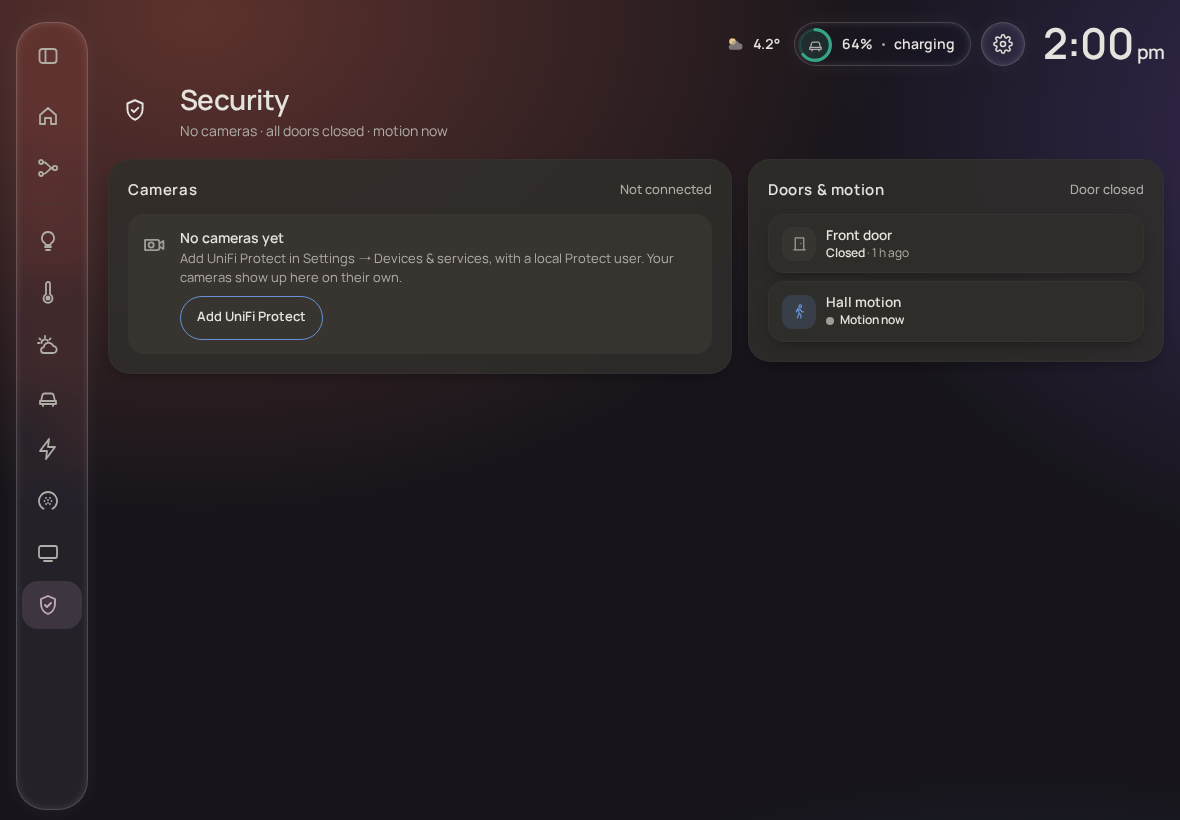 4.2°
64% • charging
2:00 pm
Security
No cameras · all doors closed · motion now
Cameras
Not connected
No cameras yet
Add UniFi Protect in Settings → Devices & services, with a local Protect user. Your
cameras show up here on their own.
Add UniFi Protect
Doors & motion
Door closed
Front door
Closed · 1 h ago
Hall motion
Motion now